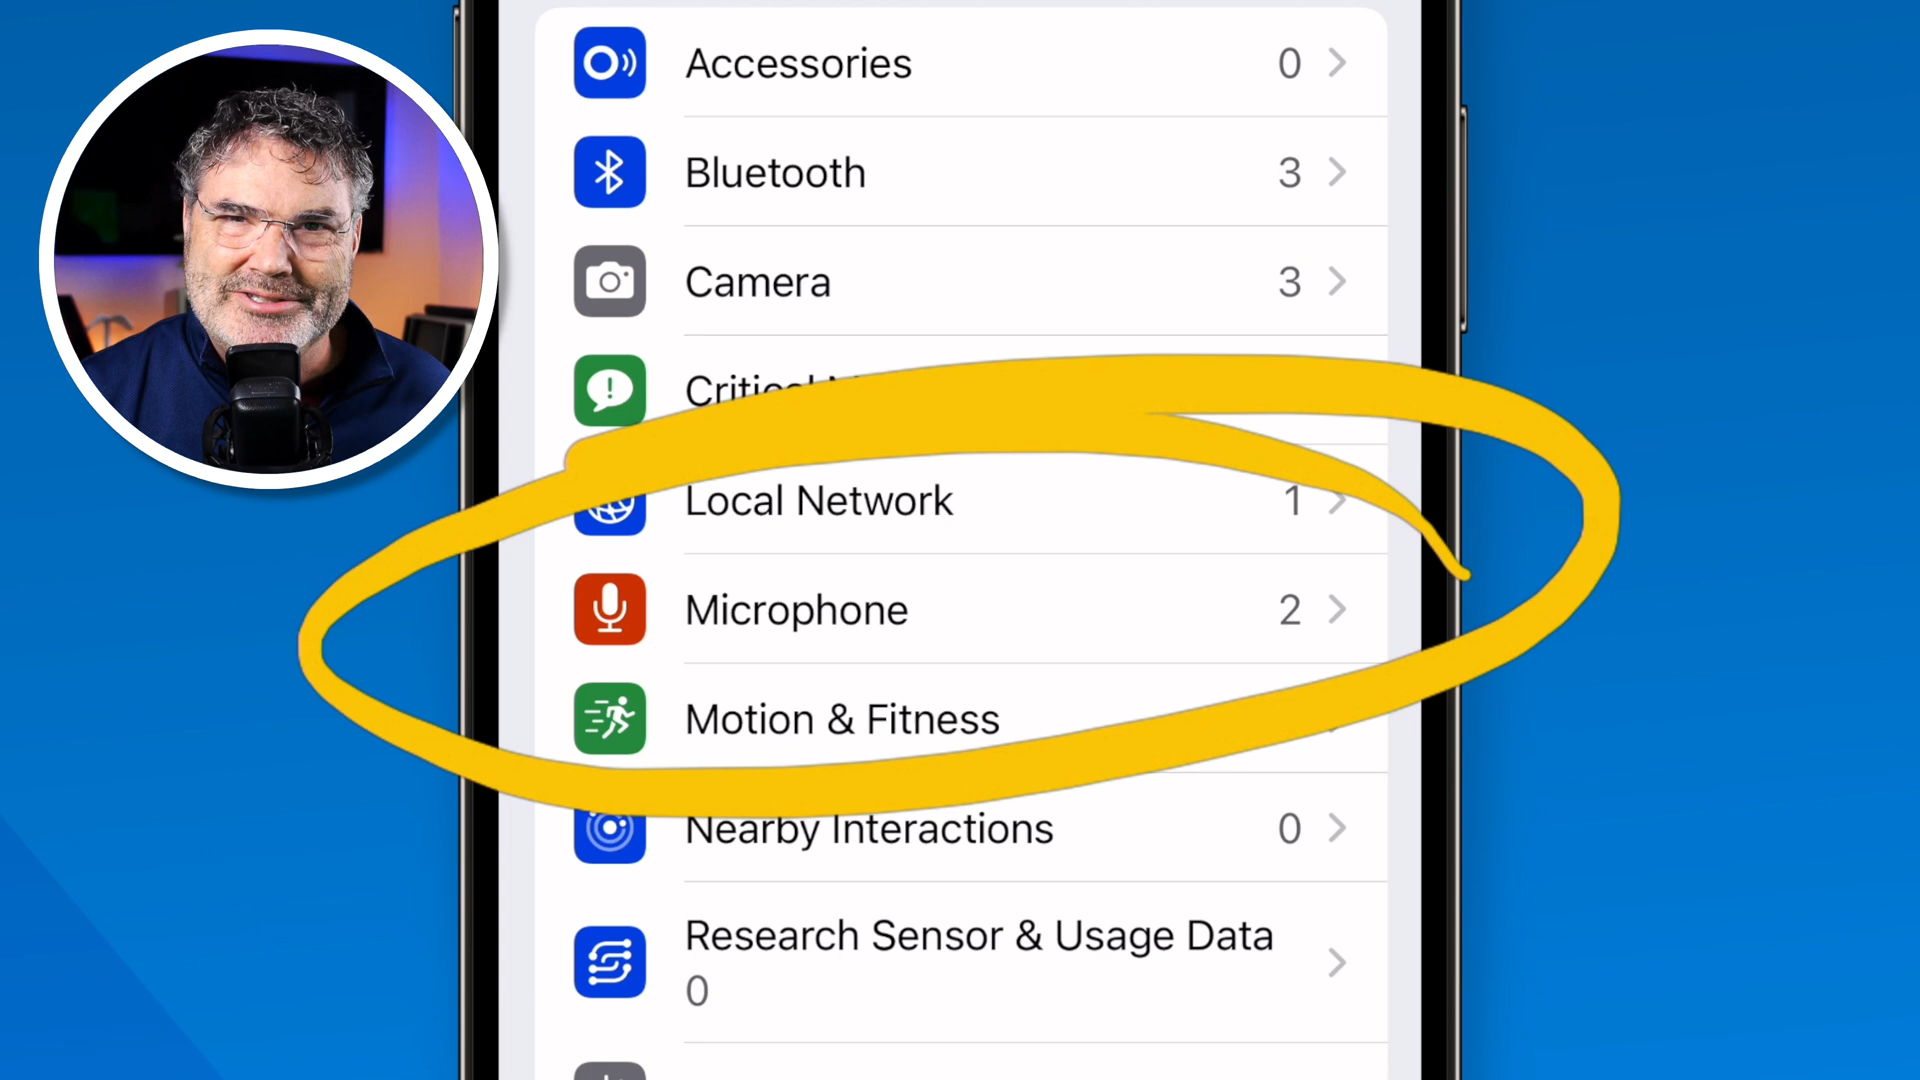 Accessories 0
Bluetooth 3
Camera 3
Critical
Local Network 1
Microphone 2
Motion & Fitness
Nearby Interactions 0
Research Sensor & Usage Data
0